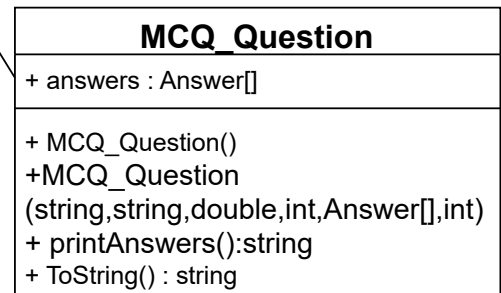 MCQ_Question
+ answers : Answer[]
+ MCQ_Question()
+MCQ_Question
(string,string,double,int,Answer[],int)
+ printAnswers():string
+ ToString() : string